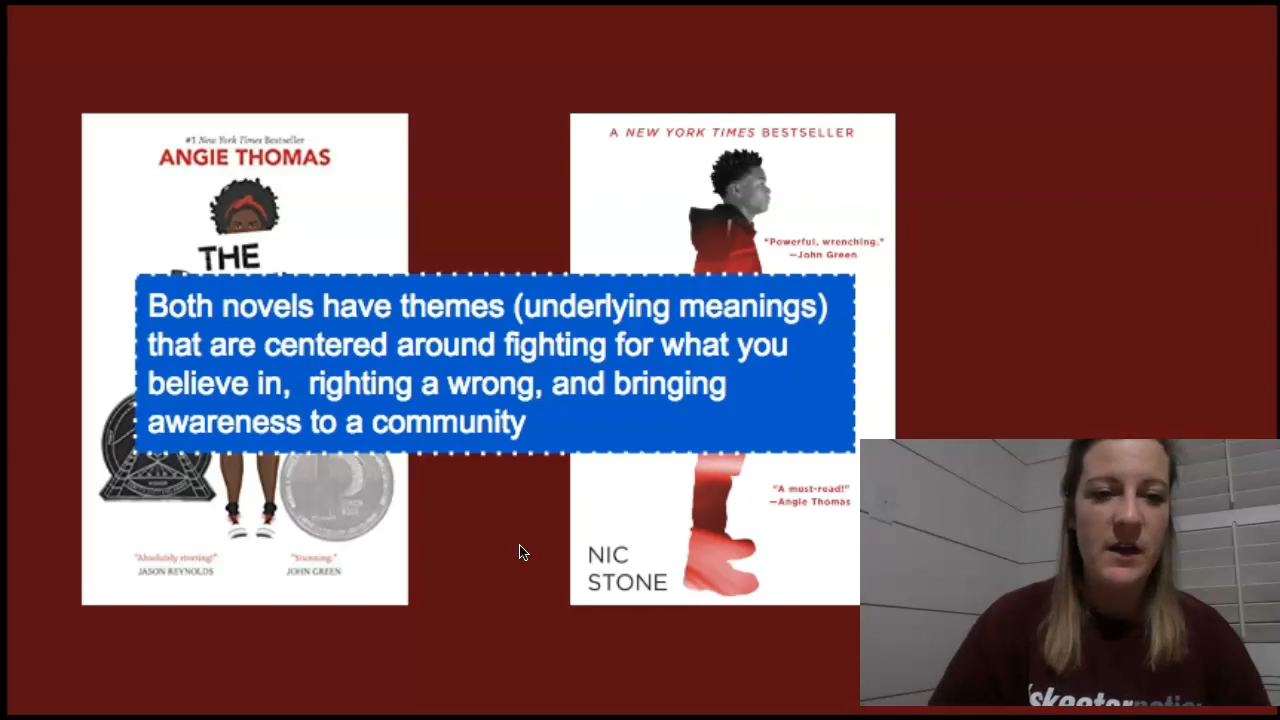 #1 New York Times Bestseller
ANGIE THOMAS
THE
"Absolutely riveting!"
JASON REYNOLDS
"Stunning."
JOHN GREEN
A NEW YORK TIMES BESTSELLER
"Powerful, wrenching."
—John Green
"A must-read!"
—Angie Thomas
NIC
STONE
Both novels have themes (underlying meanings)
that are centered around fighting for what you
believe in,  righting a wrong, and bringing
awareness to a community